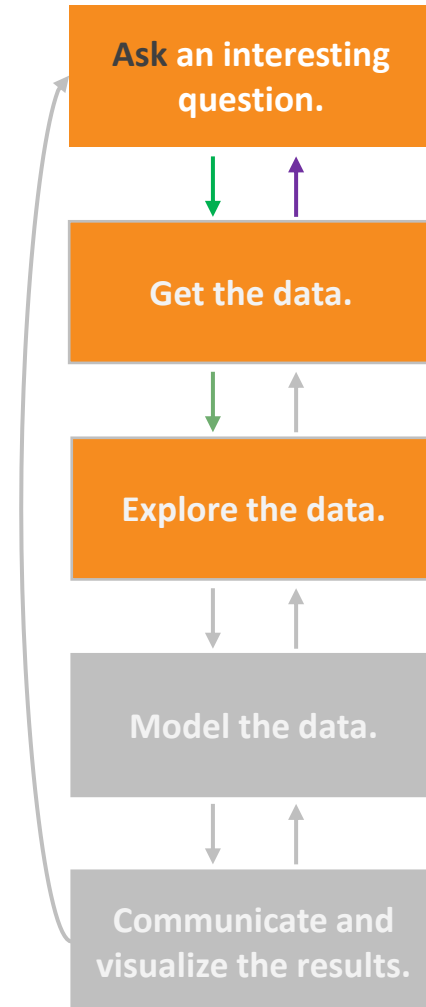 Ask an interesting
question.
Get the data.
Explore the data.
Model the data.
Communicate and
visualize the results.